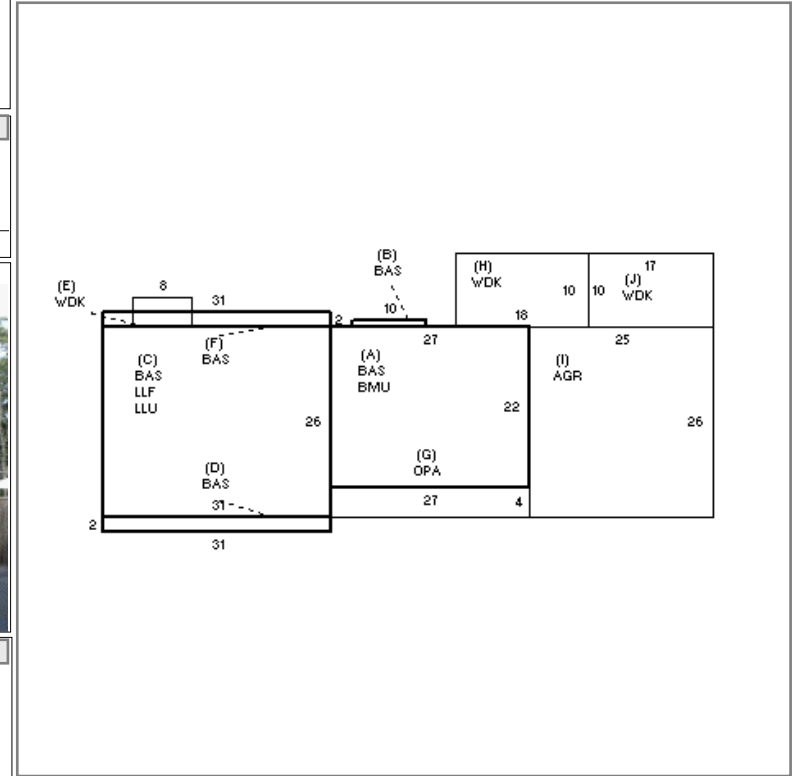 (B)
BAS
(H)
WDK
17
(J)
WDK
10
10
(E)
WDK
8
31
10
2
18
27
25
(F)
BAS
(C)
BAS
LLF
LLU
(A)
BAS
BMU
(I)
AGR
26
22
26
(G)
OPA
(D)
BAS
31
27
4
2
31